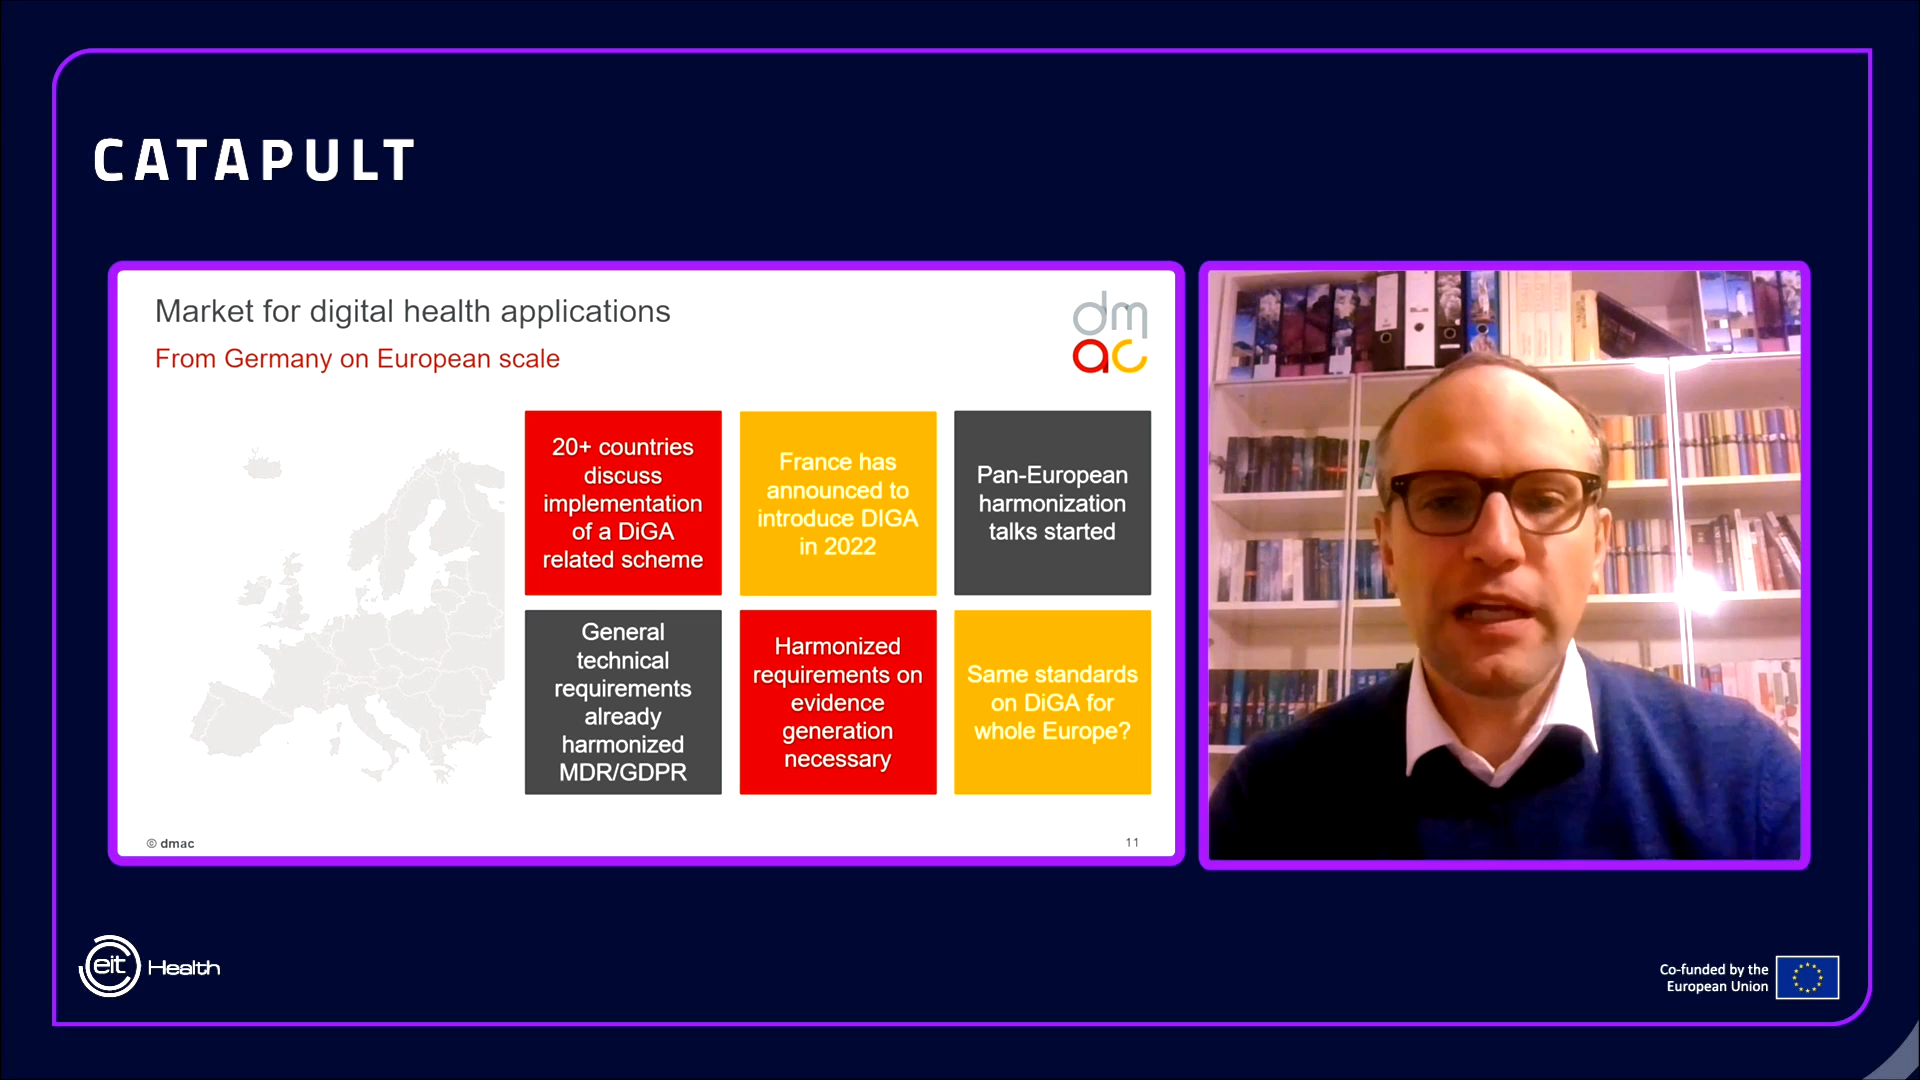 CATAPULT
Market for digital health applications
From Germany on European scale
dm
ac
20+ countries
discuss
implementation
of a DiGA
related scheme
France has
announced to
introduce DIGA
in 2022
Pan-European
harmonization
talks started
General
technical
requirements
already
harmonized
MDR/GDPR
Harmonized
requirements on
evidence
generation
necessary
Same standards
on DiGA for
whole Europe?
© dmac
11
eit Health
Co-funded by the
European Union